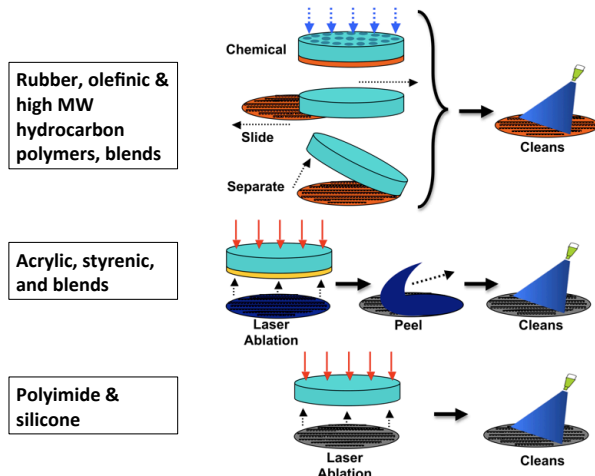 Chemical
Rubber, olefinic &
high MW
hydrocarbon
polymers, blends
Slide
Cleans
Separate
Acrylic, styrenic,
and blends
Laser
Ablation
Peel
Cleans
Polyimide &
silicone
Laser
Ablation
Cleans